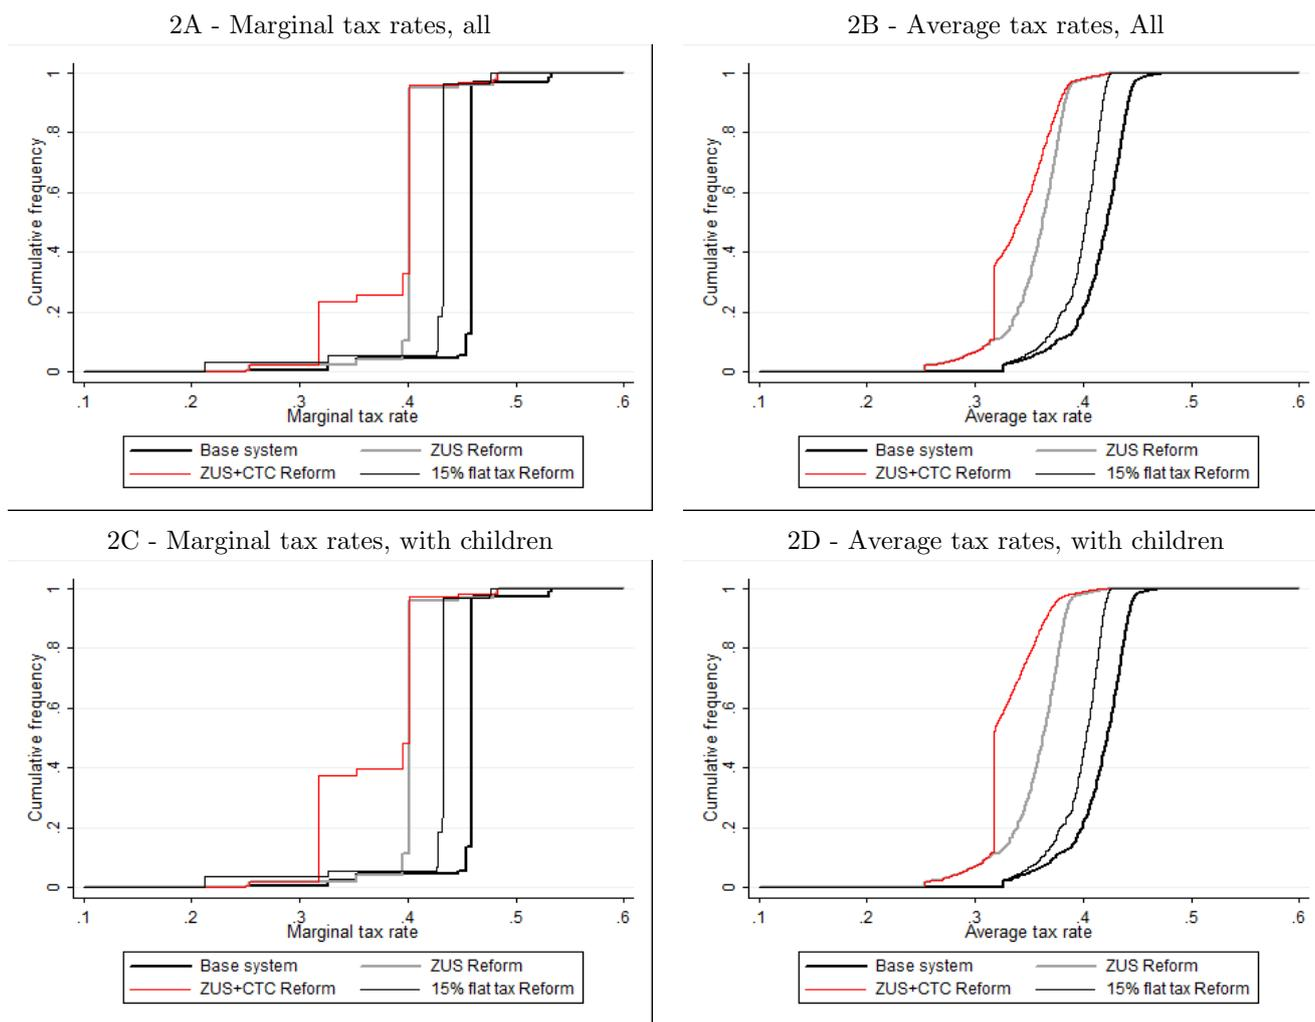 2A - Marginal tax rates, all
Cumulative frequency
0 .2 .4 .6 .8 1
.1 .2 .3 .4 .5 .6
Marginal tax rate
Base system ZUS Reform
ZUS+CTC Reform 15% flat tax Reform
2B - Average tax rates, All
Cumulative frequency
0 .2 .4 .6 .8 1
.1 .2 .3 .4 .5 .6
Average tax rate
Base system ZUS Reform
ZUS+CTC Reform 15% flat tax Reform
2C - Marginal tax rates, with children
Cumulative frequency
0 .2 .4 .6 .8 1
.1 .2 .3 .4 .5 .6
Marginal tax rate
Base system ZUS Reform
ZUS+CTC Reform 15% flat tax Reform
2D - Average tax rates, with children
Cumulative frequency
0 .2 .4 .6 .8 1
.1 .2 .3 .4 .5 .6
Average tax rate
Base system ZUS Reform
ZUS+CTC Reform 15% flat tax Reform